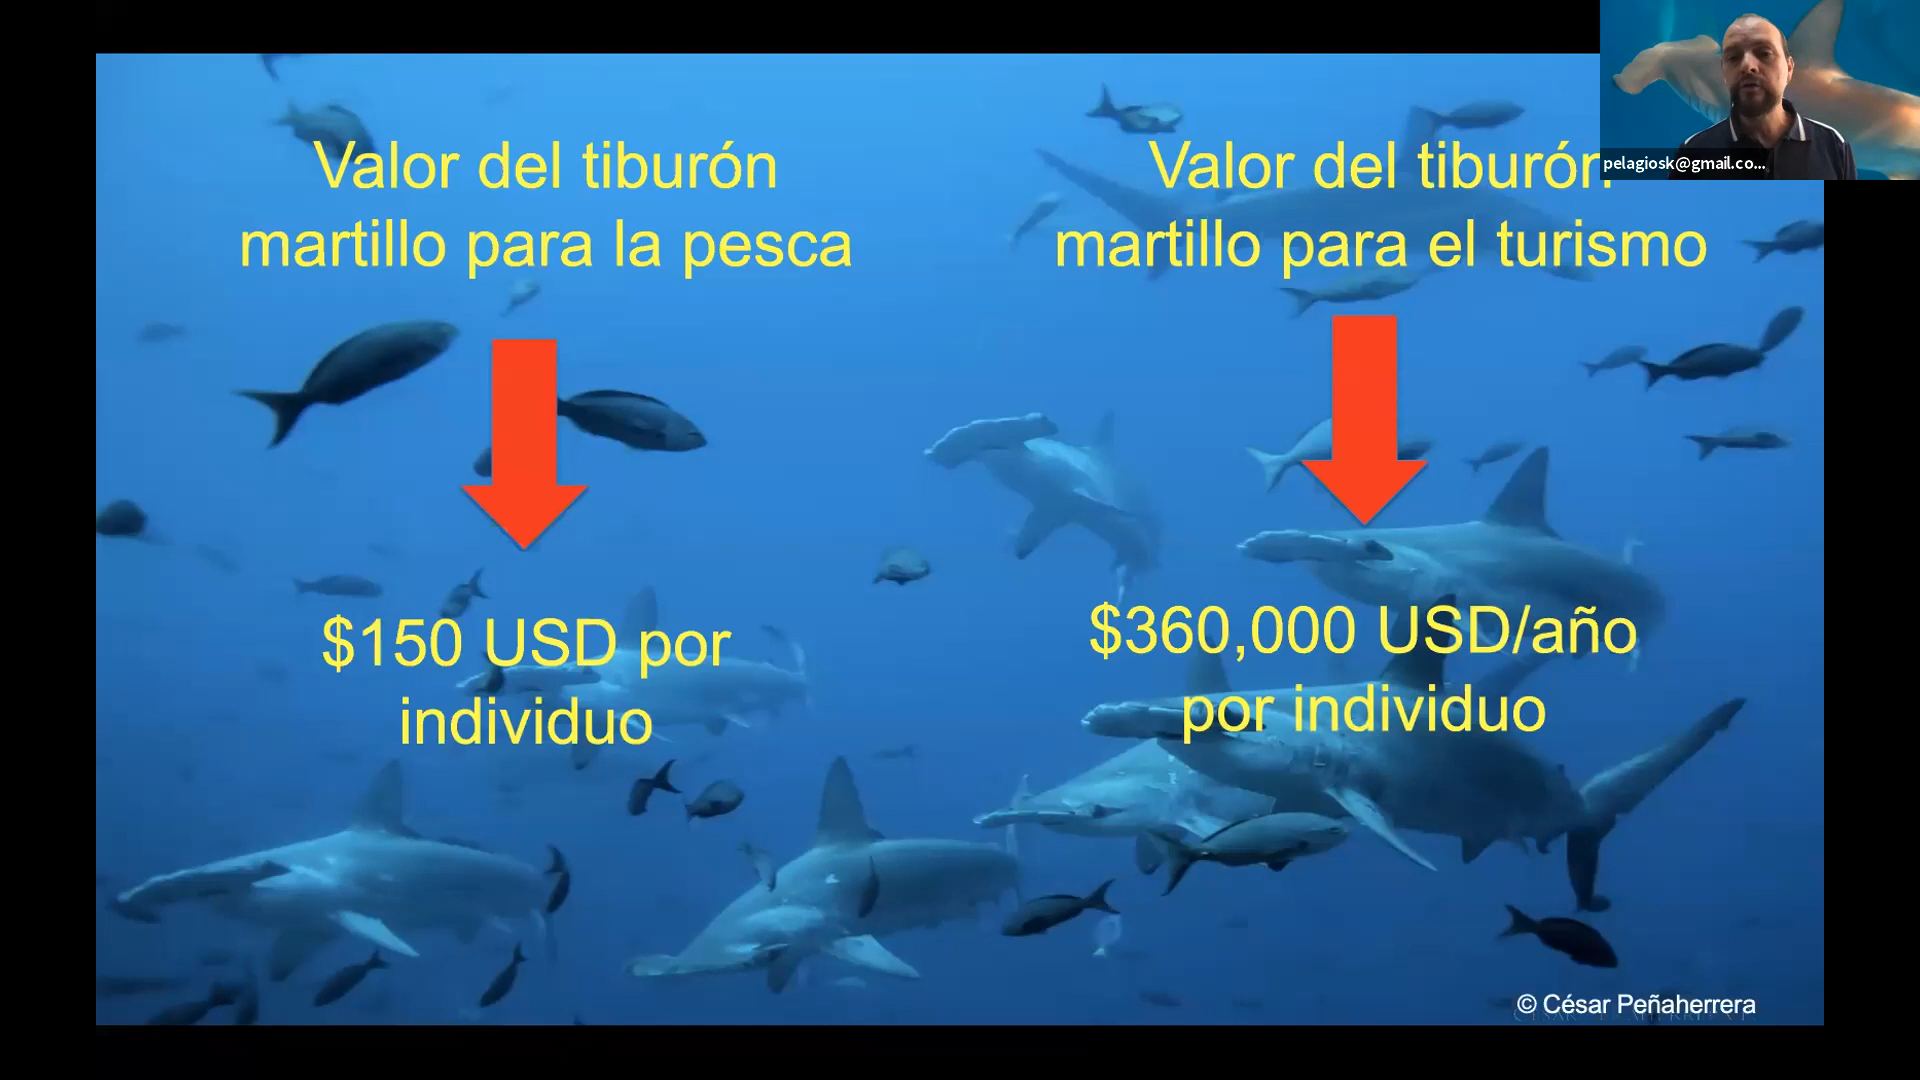 Valor del tiburón
martillo para la pesca
$150 USD por
individuo
Valor del tiburón
martillo para el turismo
$360,000 USD/año
por individuo
pelagiosk@gmail.co...
© César Peñaherrera